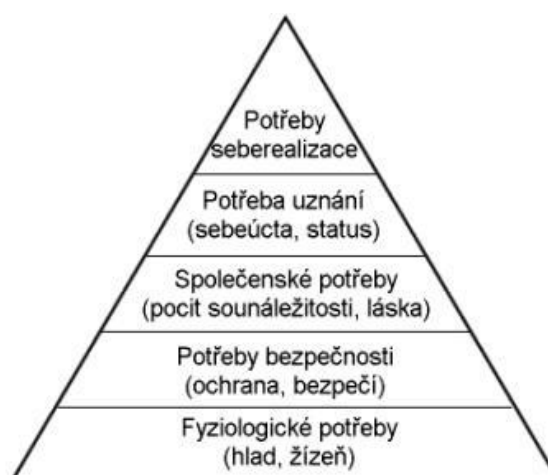 Potřeby
seberealizace
Potřeba uznání
(sebeúcta, status)
Společenské potřeby
(pocit sounáležitosti, láska)
Potřeby bezpečnosti
(ochrana, bezpečí)
Fyziologické potřeby
(hlad, žízeň)